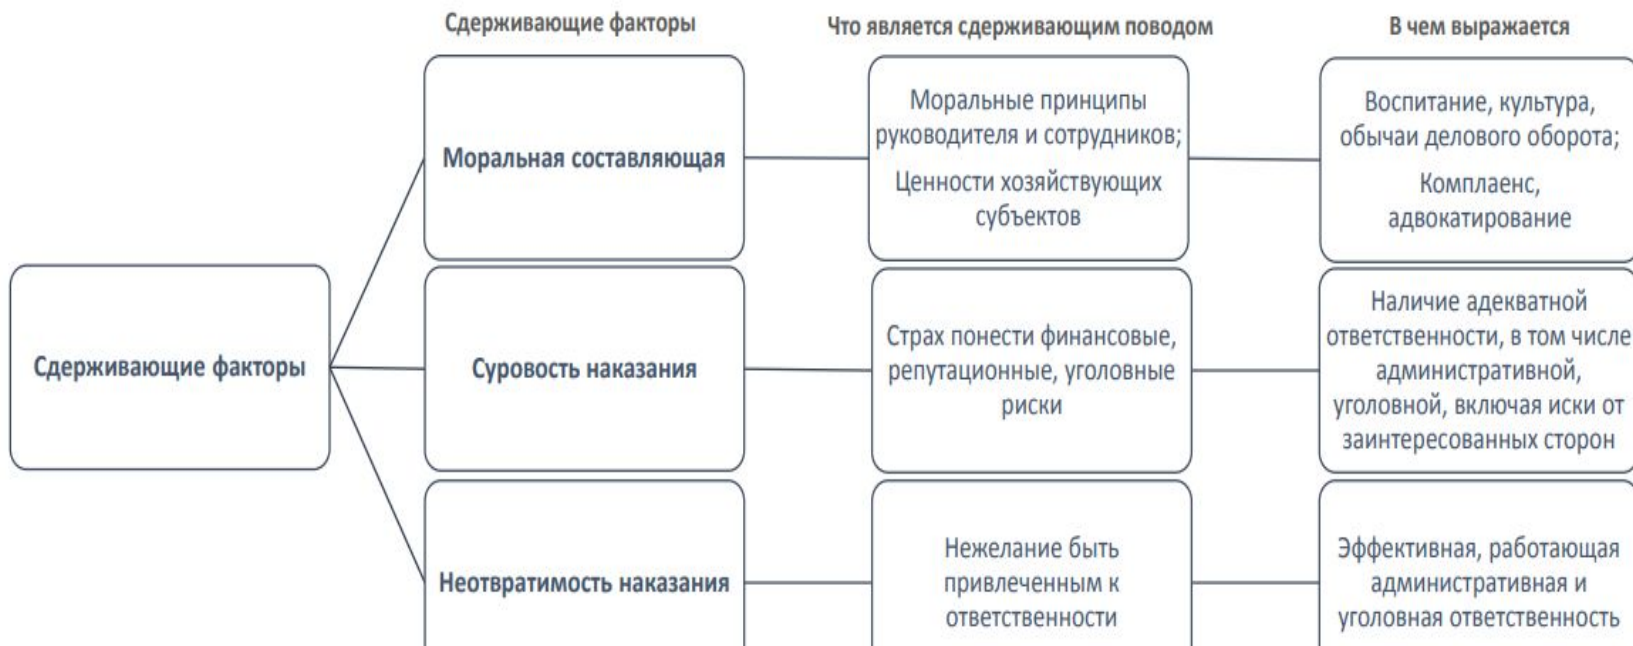 Сдерживающие факторы
Что является сдерживающим поводом
В чем выражается
Сдерживающие факторы
Моральная составляющая
Моральные принципы
руководителя и сотрудников;
Ценности хозяйствующих
субъектов
Воспитание, культура,
обычаи делового оборота;
Комплаенс,
адвокатирование
Суровость наказания
Страх понести финансовые,
репутационные, уголовные
риски
Наличие адекватной
ответственности, в том числе
административной,
уголовной, включая иски от
заинтересованных сторон
Неотвратимость наказания
Нежелание быть
привлеченным к
ответственности
Эффективная, работающая
административная и
уголовная ответственность